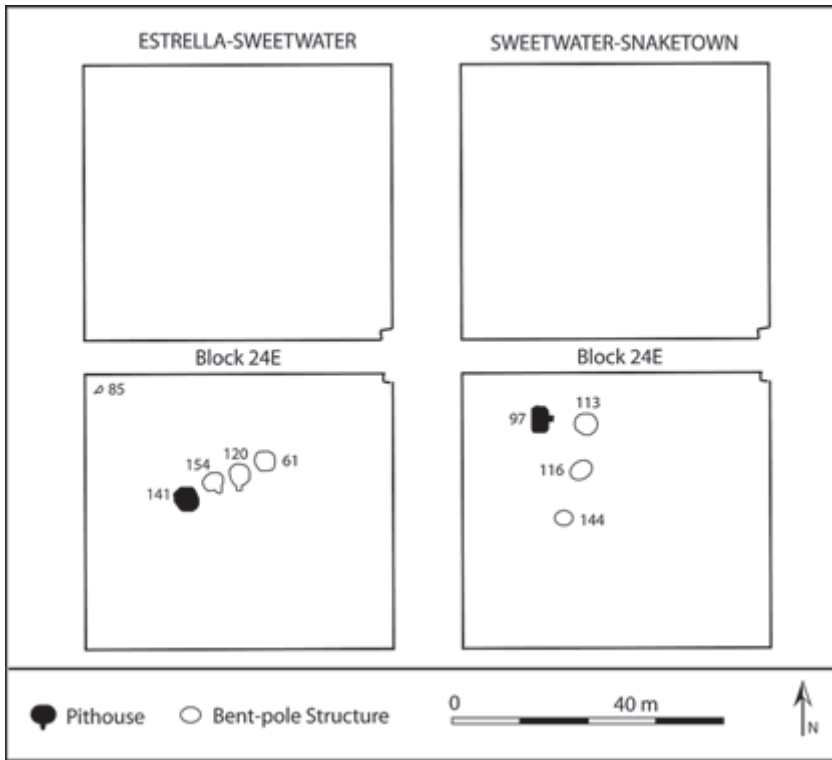 ESTRELLA-SWEETWATER
SWEETWATER-SNAKETOWN
Block 24E
85
61
120
154
141
Block 24E
113
97
116
144
Pithouse
Bent-pole Structure
0
40 m
N